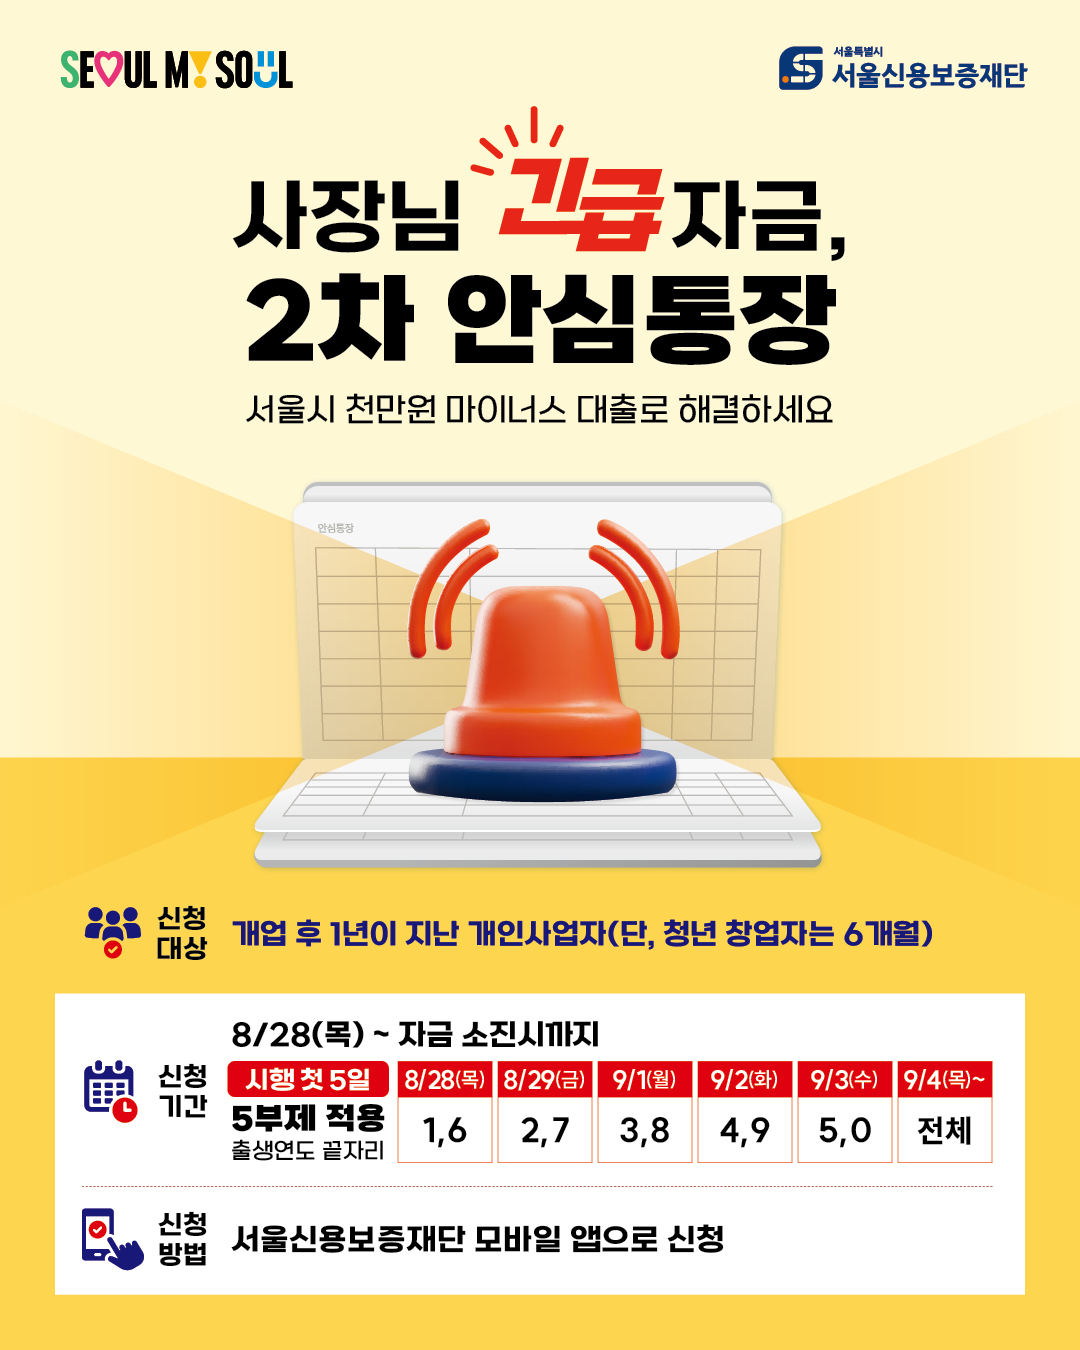 SEOUL MY SOUL
서울특별시
서울신용보증재단
사장님 긴급 자금,
2차 안심통장
서울시 천만원 마이너스 대출로 해결하세요
안심통장
신청
대상
개업 후 1년이 지난 개인사업자(단, 청년 창업자는 6개월)
신청
기간
8/28(목) ~ 자금 소진시까지
시행 첫 5일
5부제 적용
출생연도 끝자리
8/28(목) 8/29(금) 9/1(월) 9/2(화) 9/3(수) 9/4(목)~
1,6 2,7 3,8 4,9 5,0 전체
신청
방법
서울신용보증재단 모바일 앱으로 신청